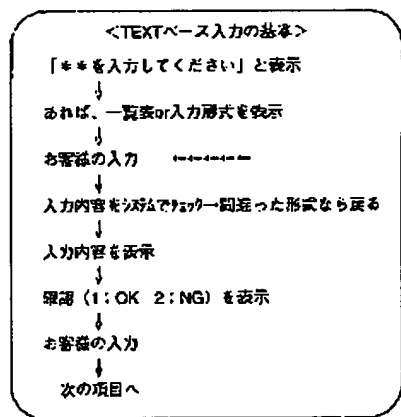 <TEXTベース入力の基本>
「＊＊を入力してください」と表示
↓
あれば、一覧表or入力形式を表示
↓
お客様の入力 ←←←←←
↓
入力内容をシステムでチェック→間違った形式なら戻る
↓
入力内容を表示
↓
確認（1；OK 2；NG）を表示
↓
お客様の入力
↓
次の項目へ